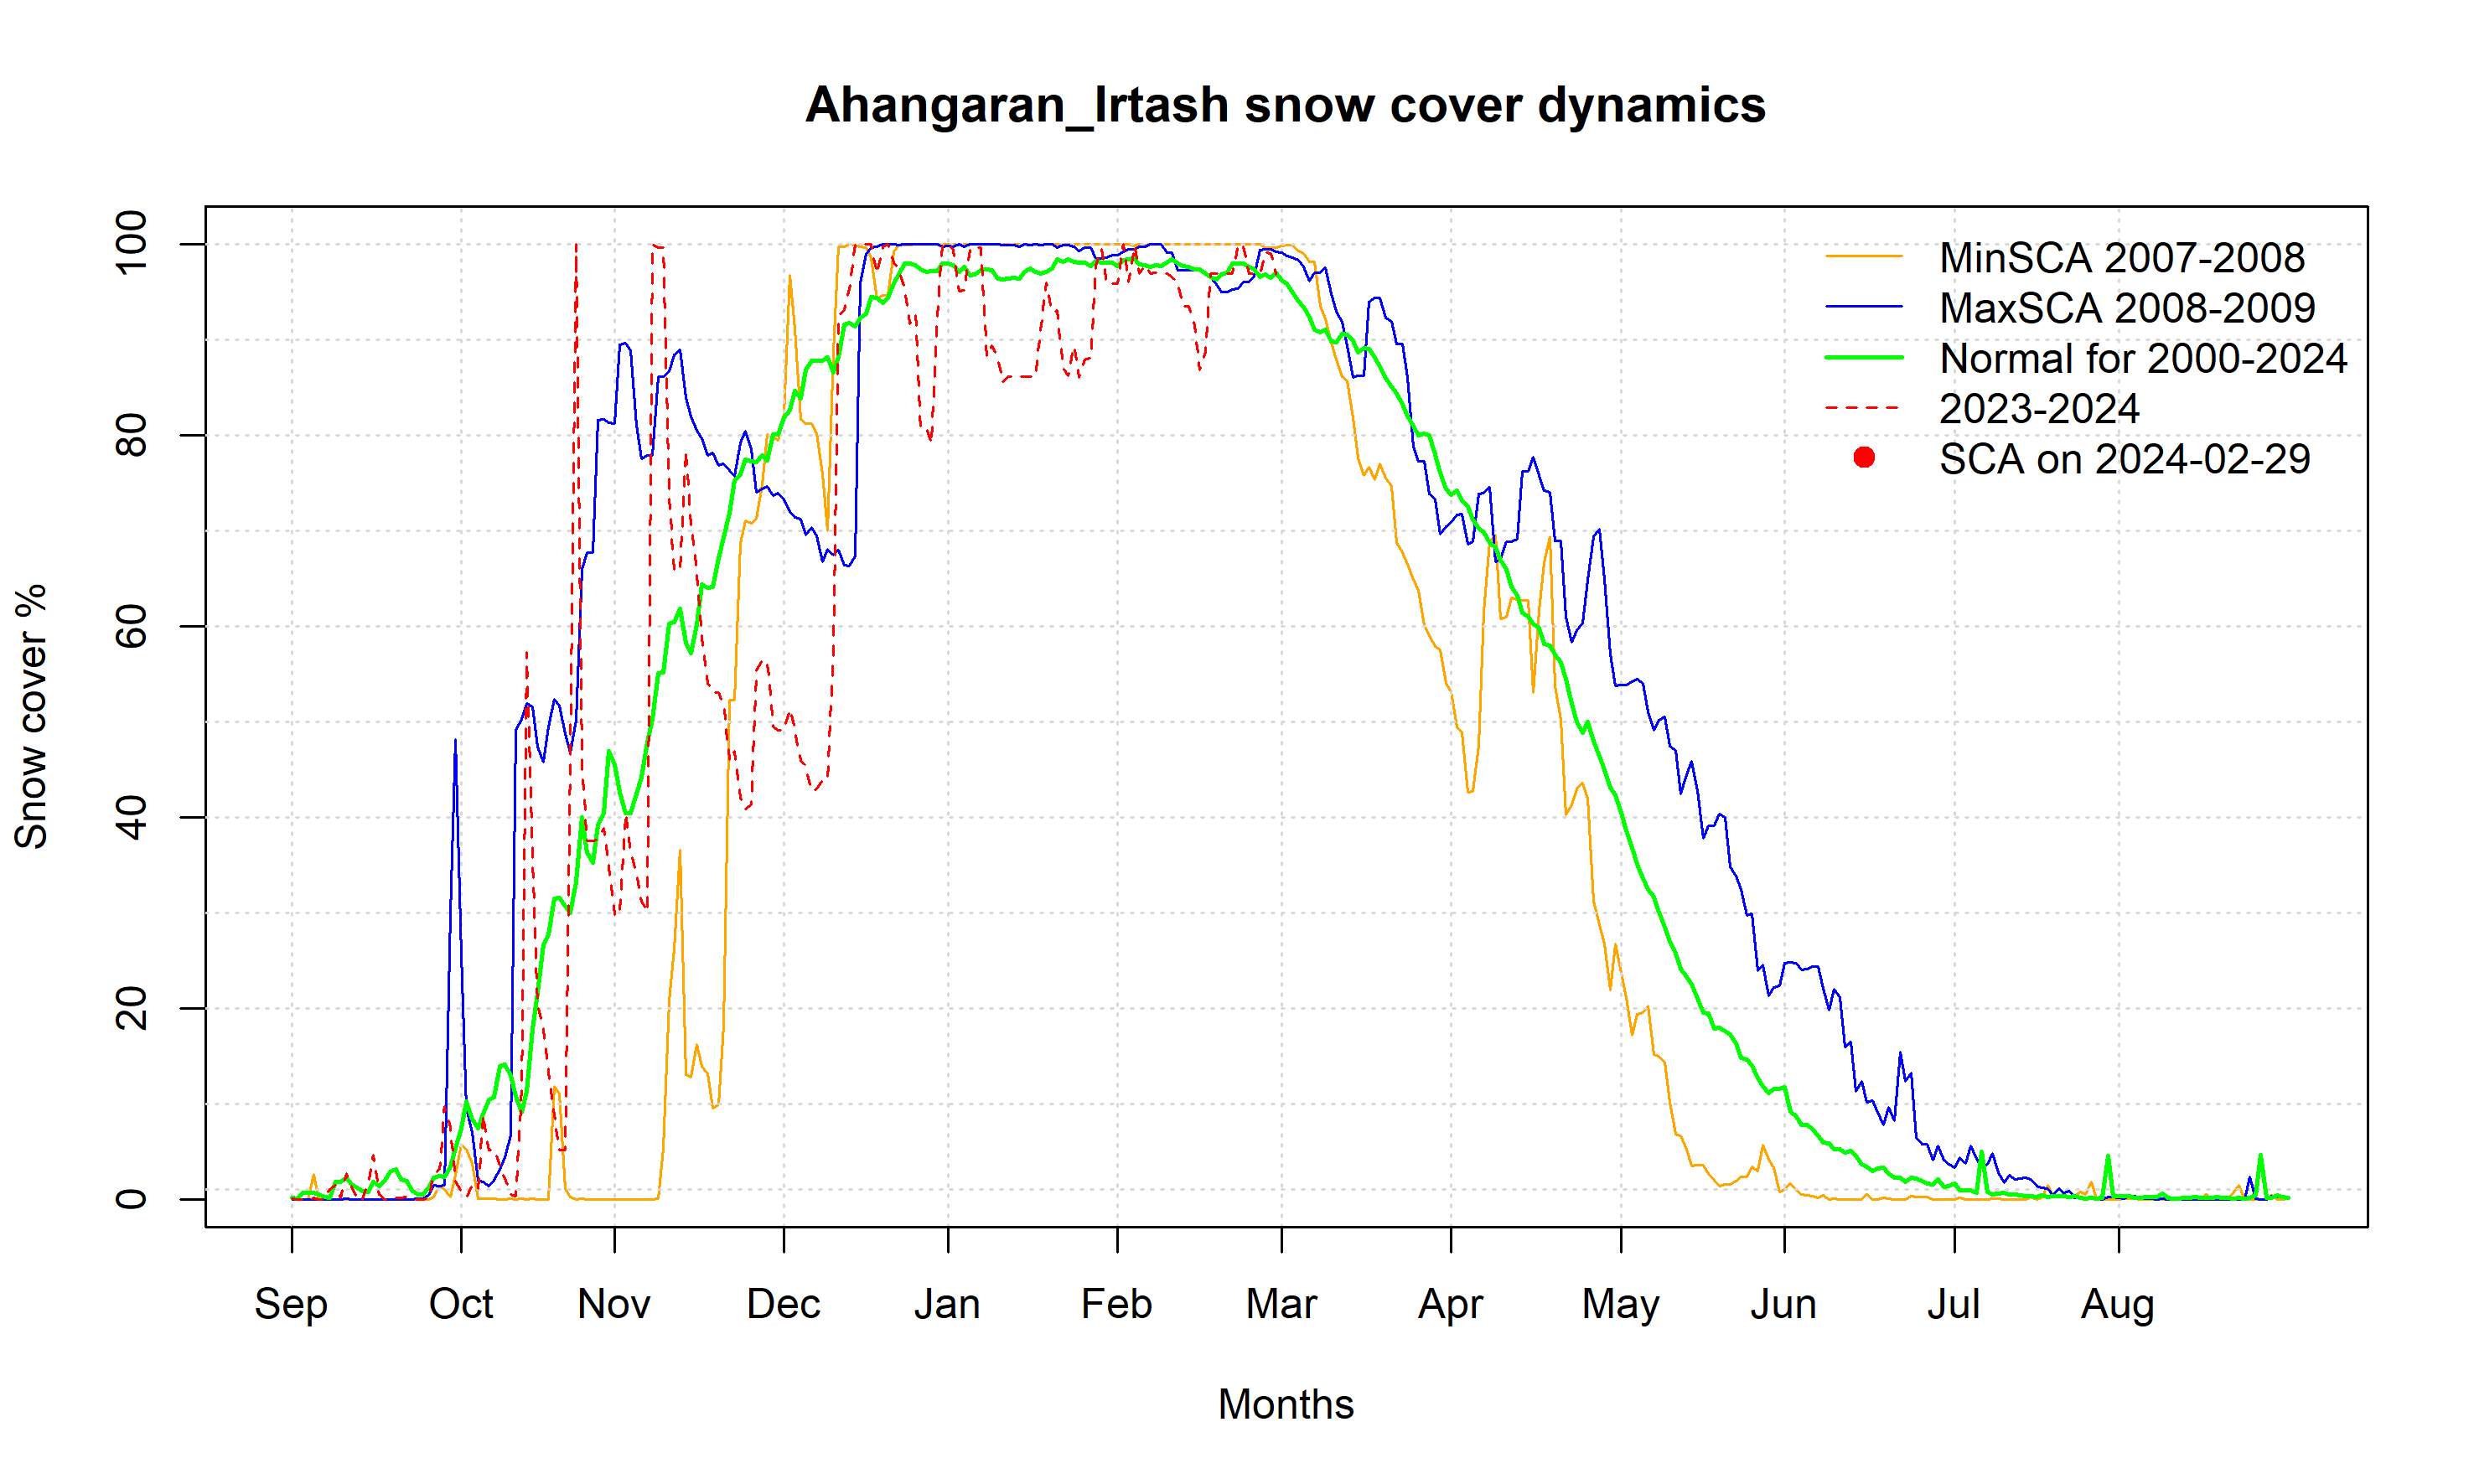 Ahangaran_Irtash snow cover dynamics
MinSCA 2007-2008
MaxSCA 2008-2009
Normal for 2000-2024
2023-2024
SCA on 2024-02-29
Snow cover %
100
80
60
40
20
0
Sep Oct Nov Dec Jan Feb Mar Apr May Jun Jul Aug
Months